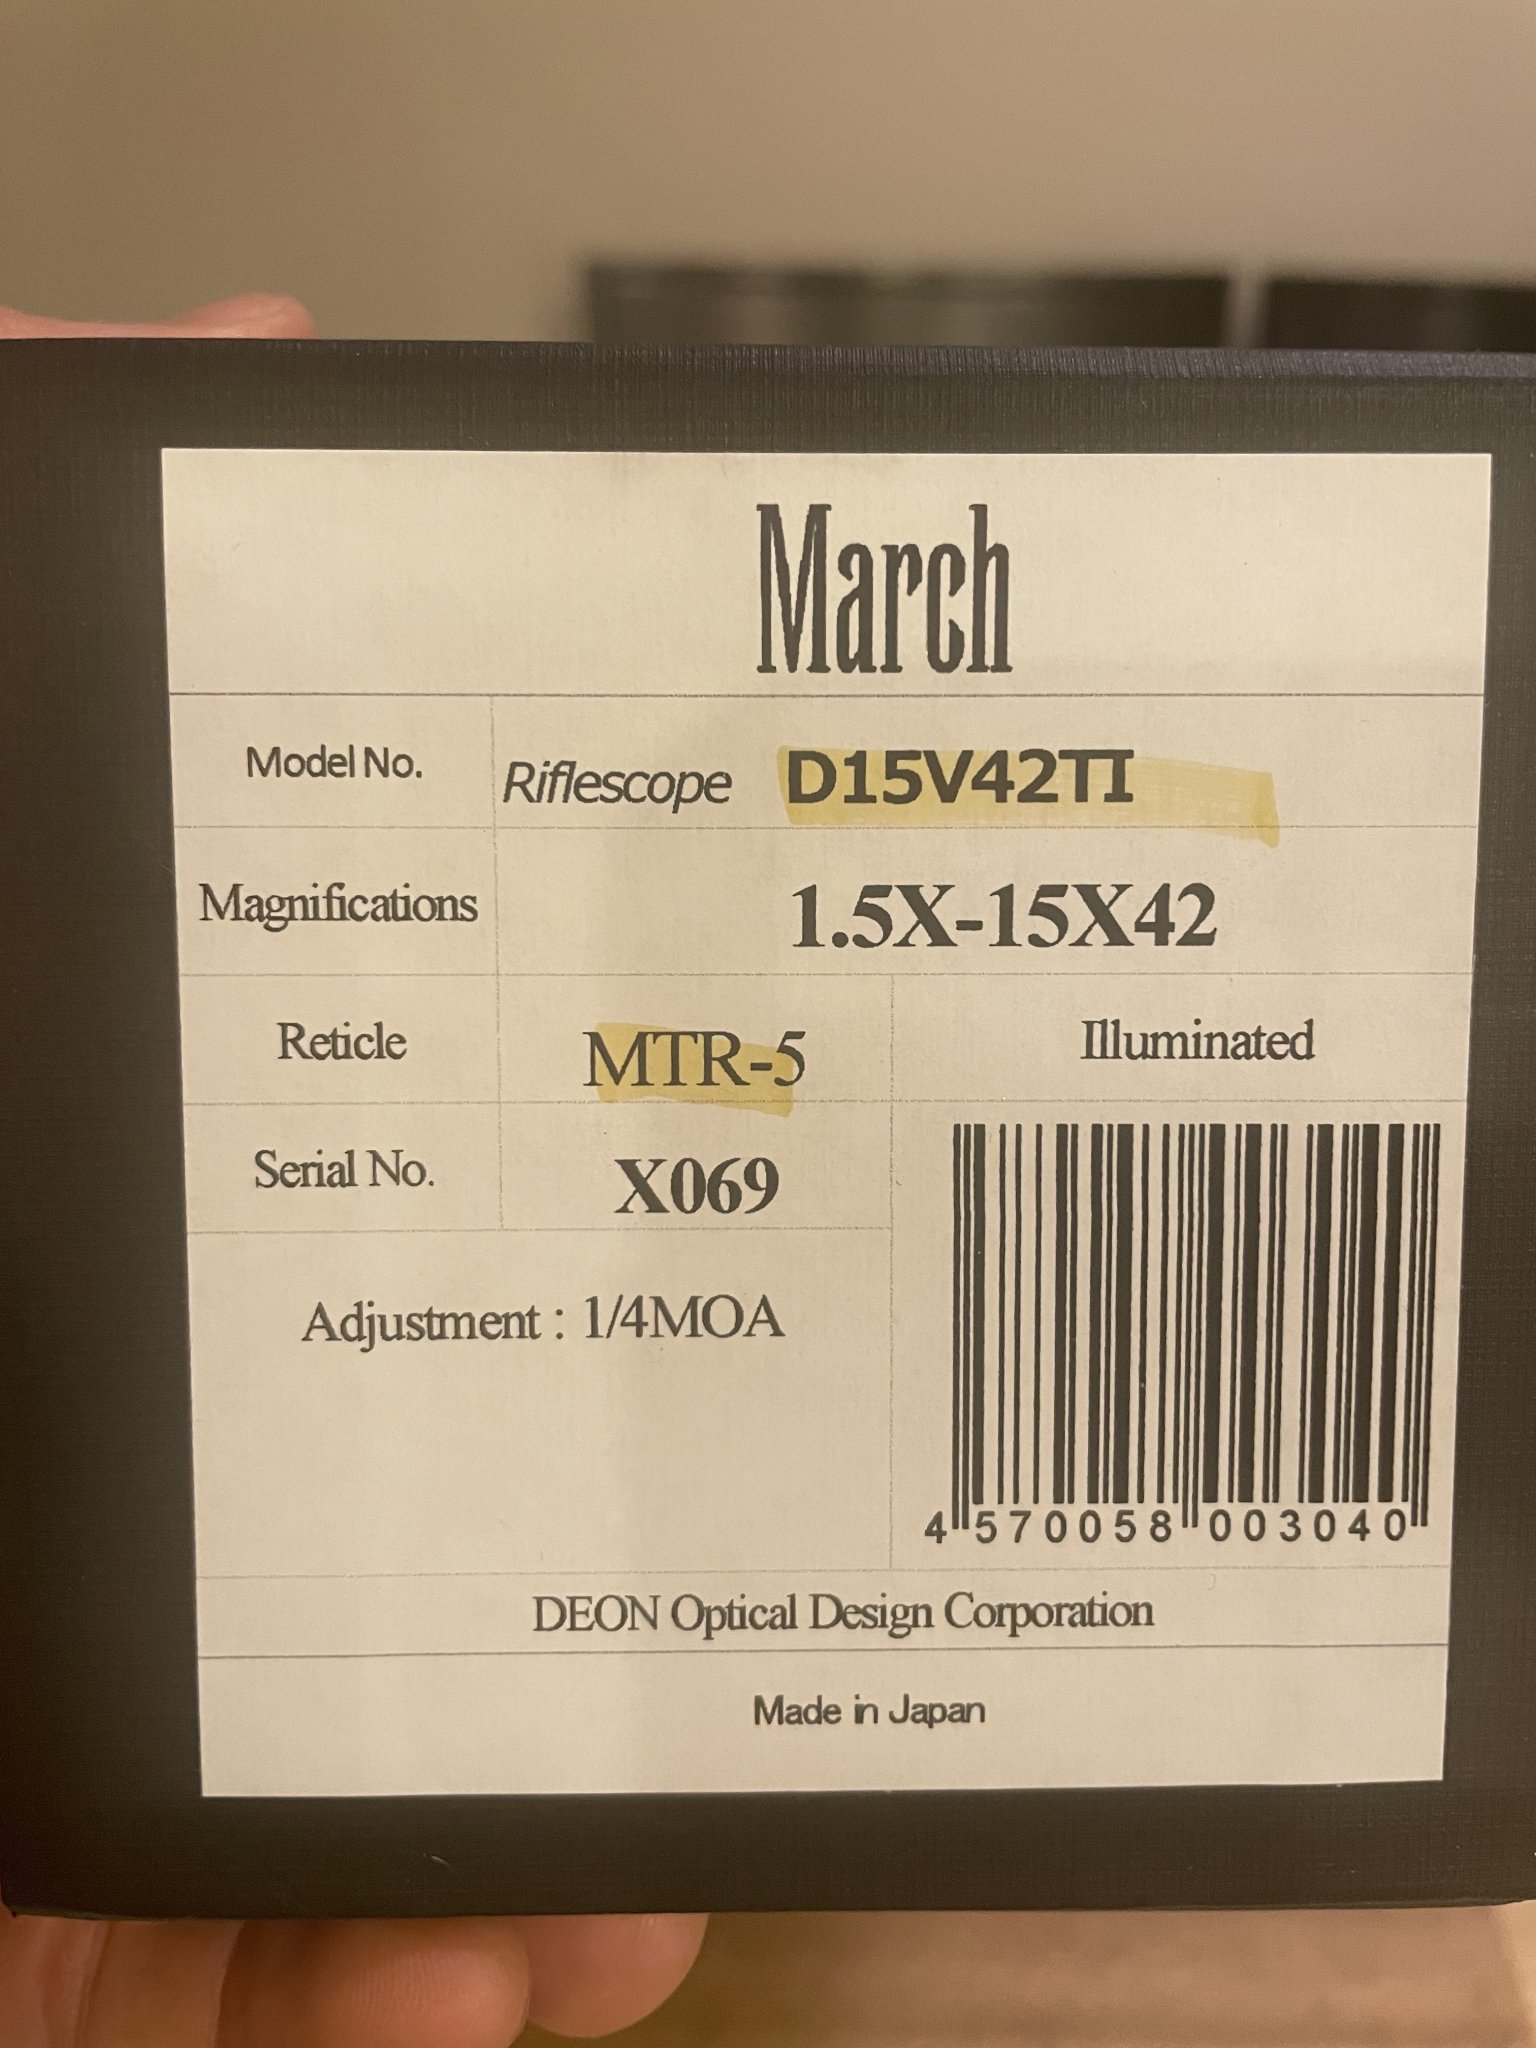 March
Model No. Riflescope D15V42TI
Magnifications 1.5X-15X42
Reticle MTR-5 Illuminated
Serial No. X069
Adjustment : 1/4MOA
4 570058 003040
DEON Optical Design Corporation
Made in Japan